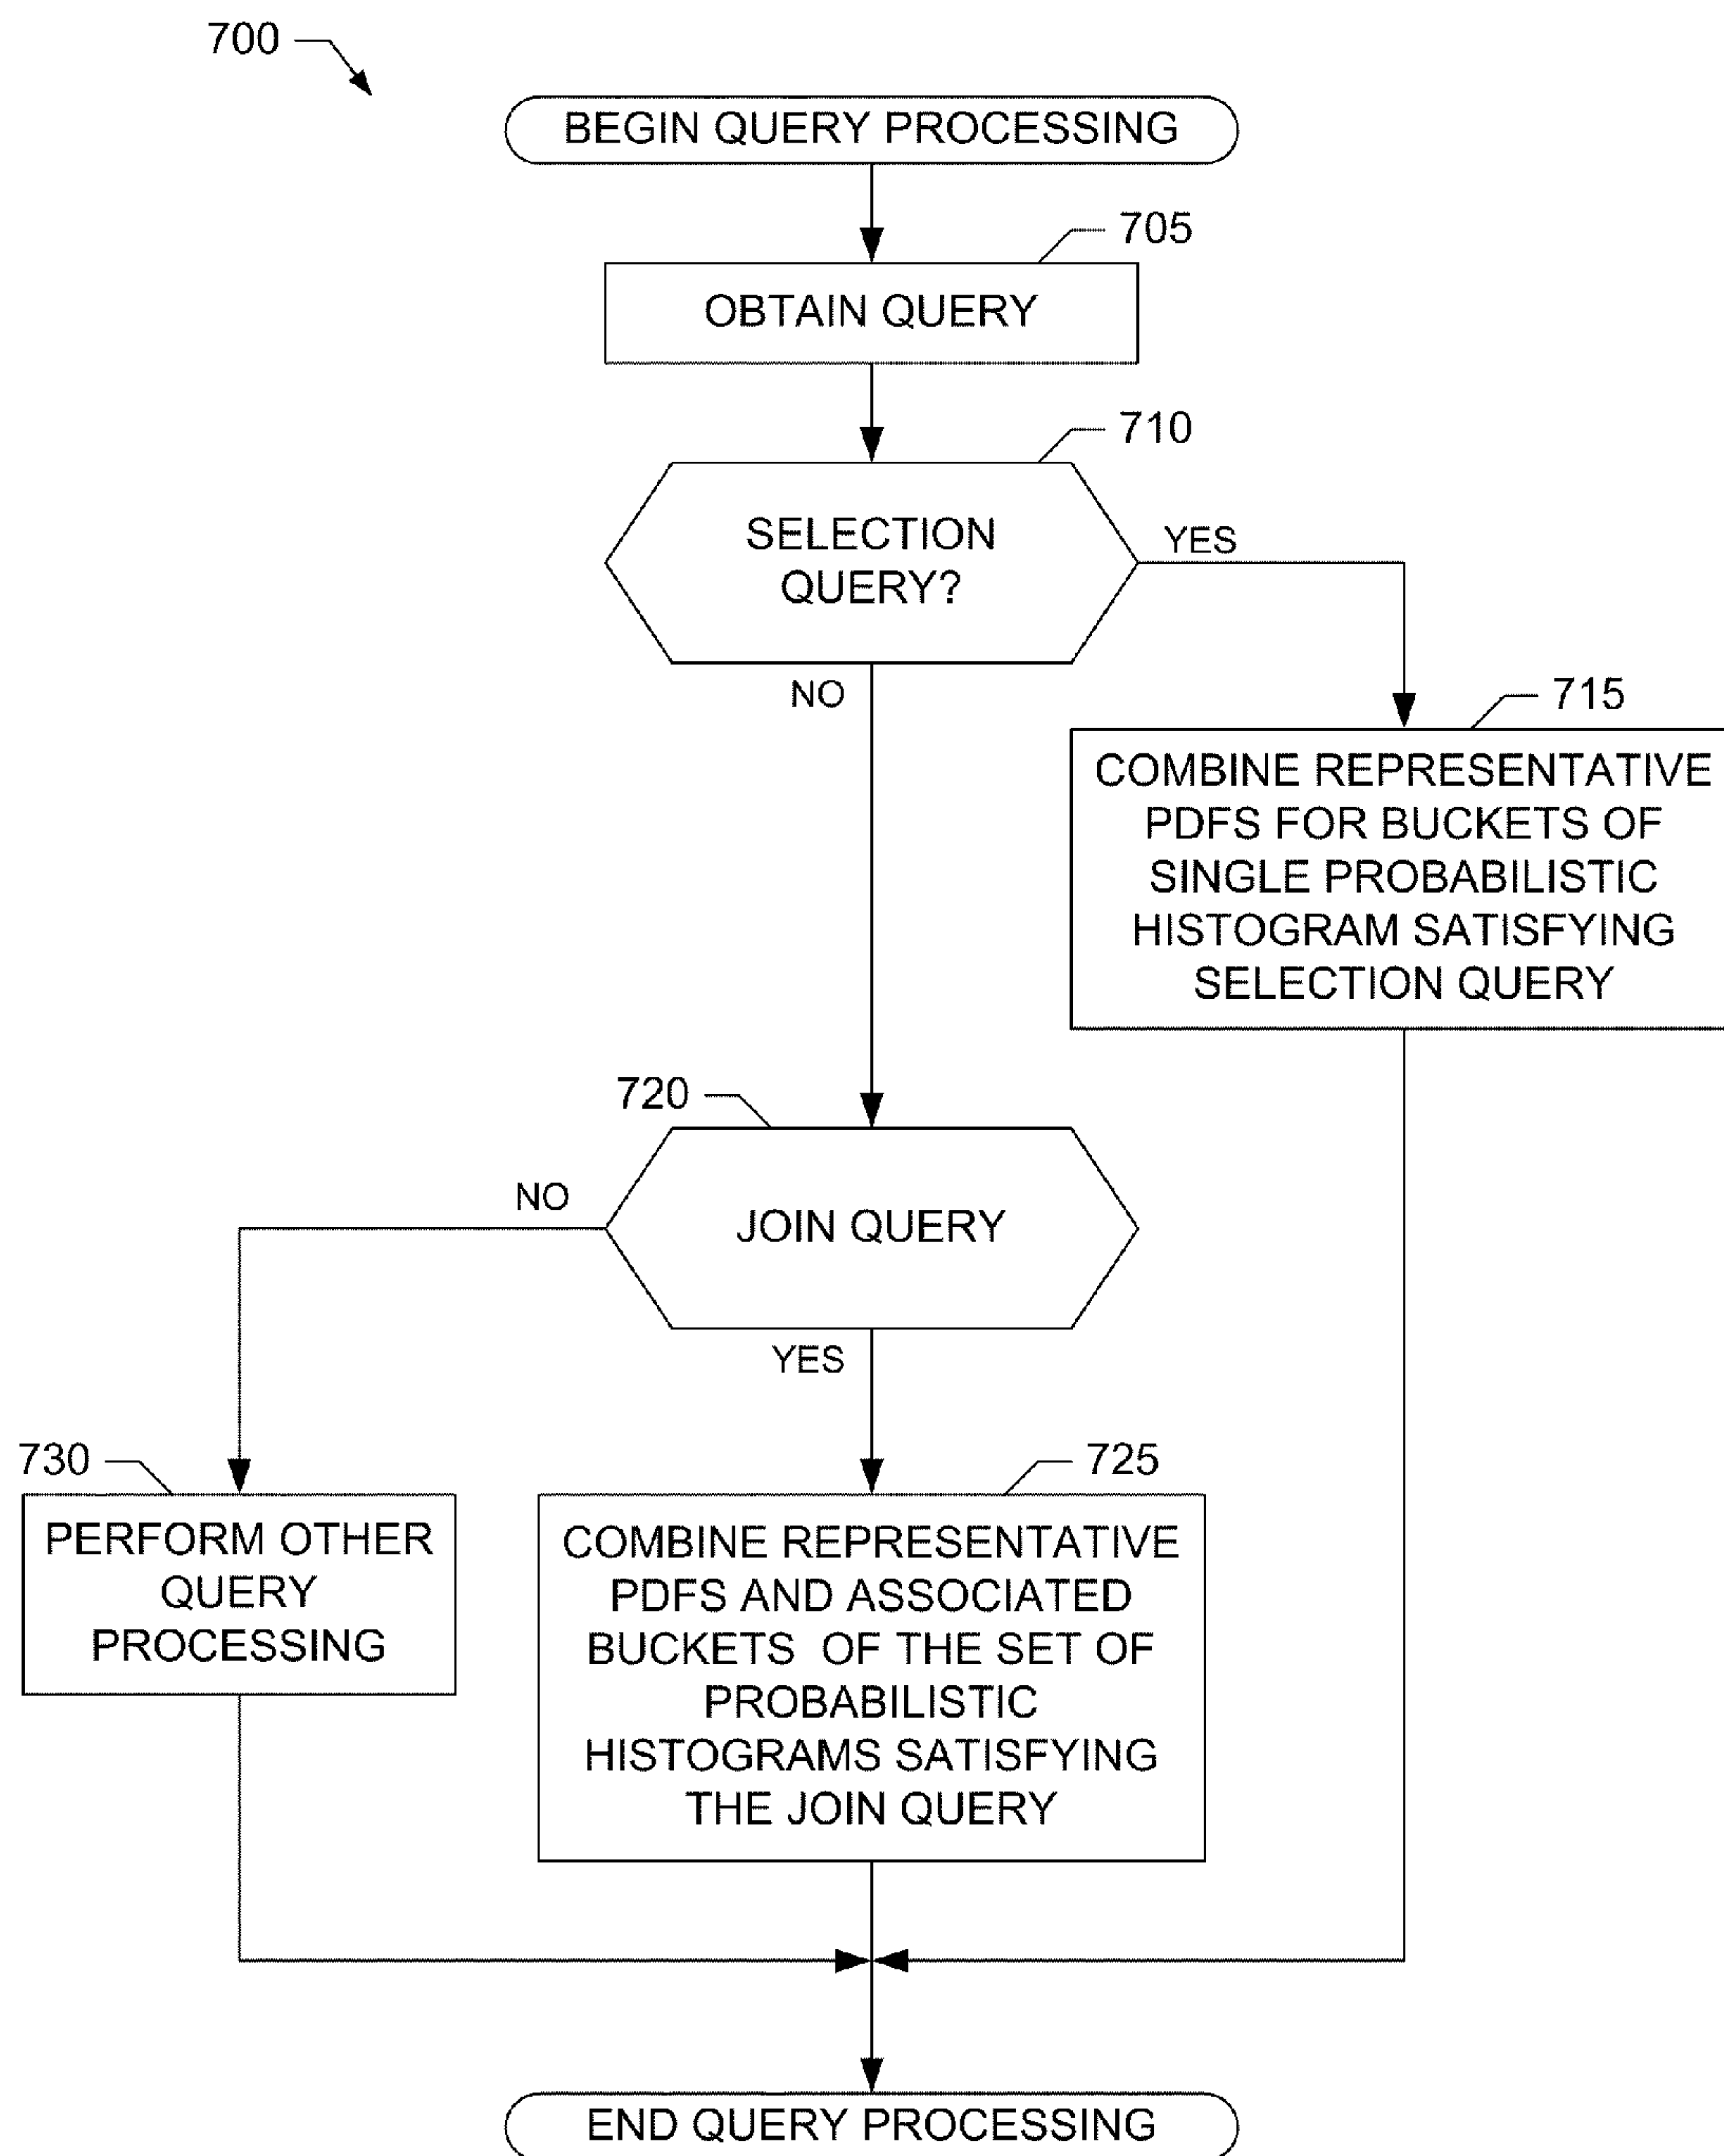 700
BEGIN QUERY PROCESSING
705
OBTAIN QUERY
710
SELECTION
QUERY?
YES
NO
715
COMBINE REPRESENTATIVE
PDFS FOR BUCKETS OF
SINGLE PROBABILISTIC
HISTOGRAM SATISFYING
SELECTION QUERY
720
NO
JOIN QUERY
YES
730
PERFORM OTHER
QUERY
PROCESSING
725
COMBINE REPRESENTATIVE
PDFS AND ASSOCIATED
BUCKETS OF THE SET OF
PROBABILISTIC
HISTOGRAMS SATISFYING
THE JOIN QUERY
END QUERY PROCESSING